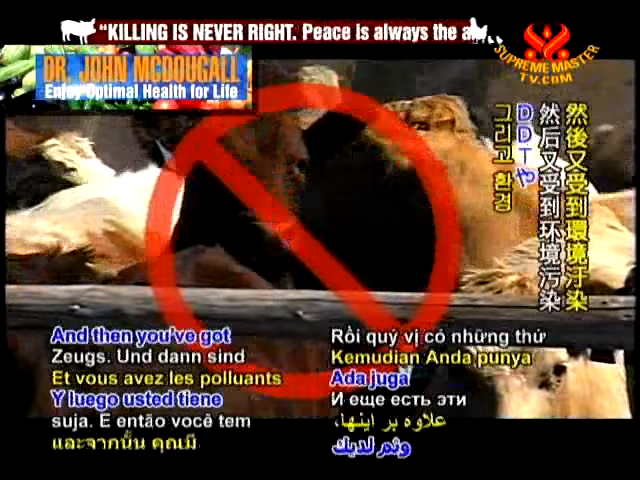 “KILLING IS NEVER RIGHT. Peace is always the a
SUPREME MASTER
TV.COM
DR. JOHN MCDOUGALL
Enjoy Optimal Health for Life
然後又受到環境汙染
然后又受到环境污染
DDTや
그리고 환경
And then you've got
Zeugs. Und dann sind
Et vous avez les polluants
Y luego usted tiene
suja. E então você tem
และจากนั้น คุณมี
Rồi quý vị có những thứ
Kemudian Anda punya
Ada juga
И еще есть эти
علاوه بر اینها،
وثم لديك